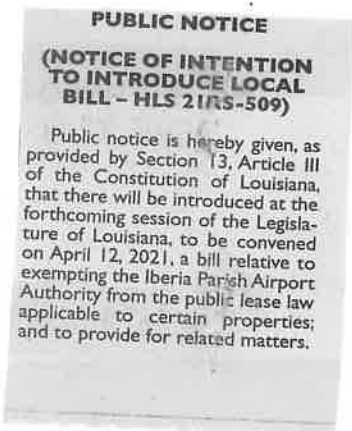 PUBLIC NOTICE
(NOTICE OF INTENTION
TO INTRODUCE LOCAL
BILL – HLS 21RS-509)
Public notice is hereby given, as
provided by Section 13, Article III
of the Constitution of Louisiana,
that there will be introduced at the
forthcoming session of the Legisla-
ture of Louisiana, to be convened
on April 12, 2021, a bill relative to
exempting the Iberia Parish Airport
Authority from the public lease law
applicable to certain properties;
and to provide for related matters.